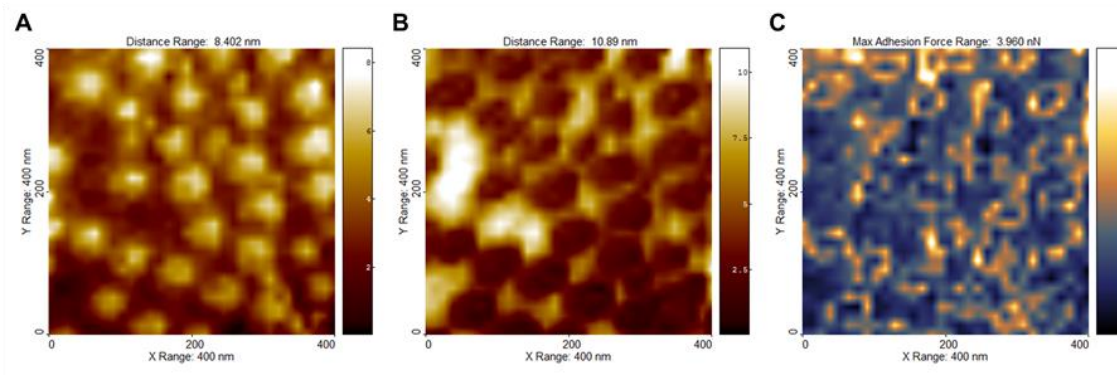 A
Distance Range: 8.402 nm
400
200
0
Y Range: 400 nm
0
200
400
X Range: 400 nm
8
6
4
2
B
Distance Range: 10.89 nm
400
200
0
Y Range: 400 nm
0
200
400
X Range: 400 nm
10
7.5
5
2.5
C
Max Adhesion Force Range: 3.960 nN
400
200
0
Y Range: 400 nm
0
200
400
X Range: 400 nm